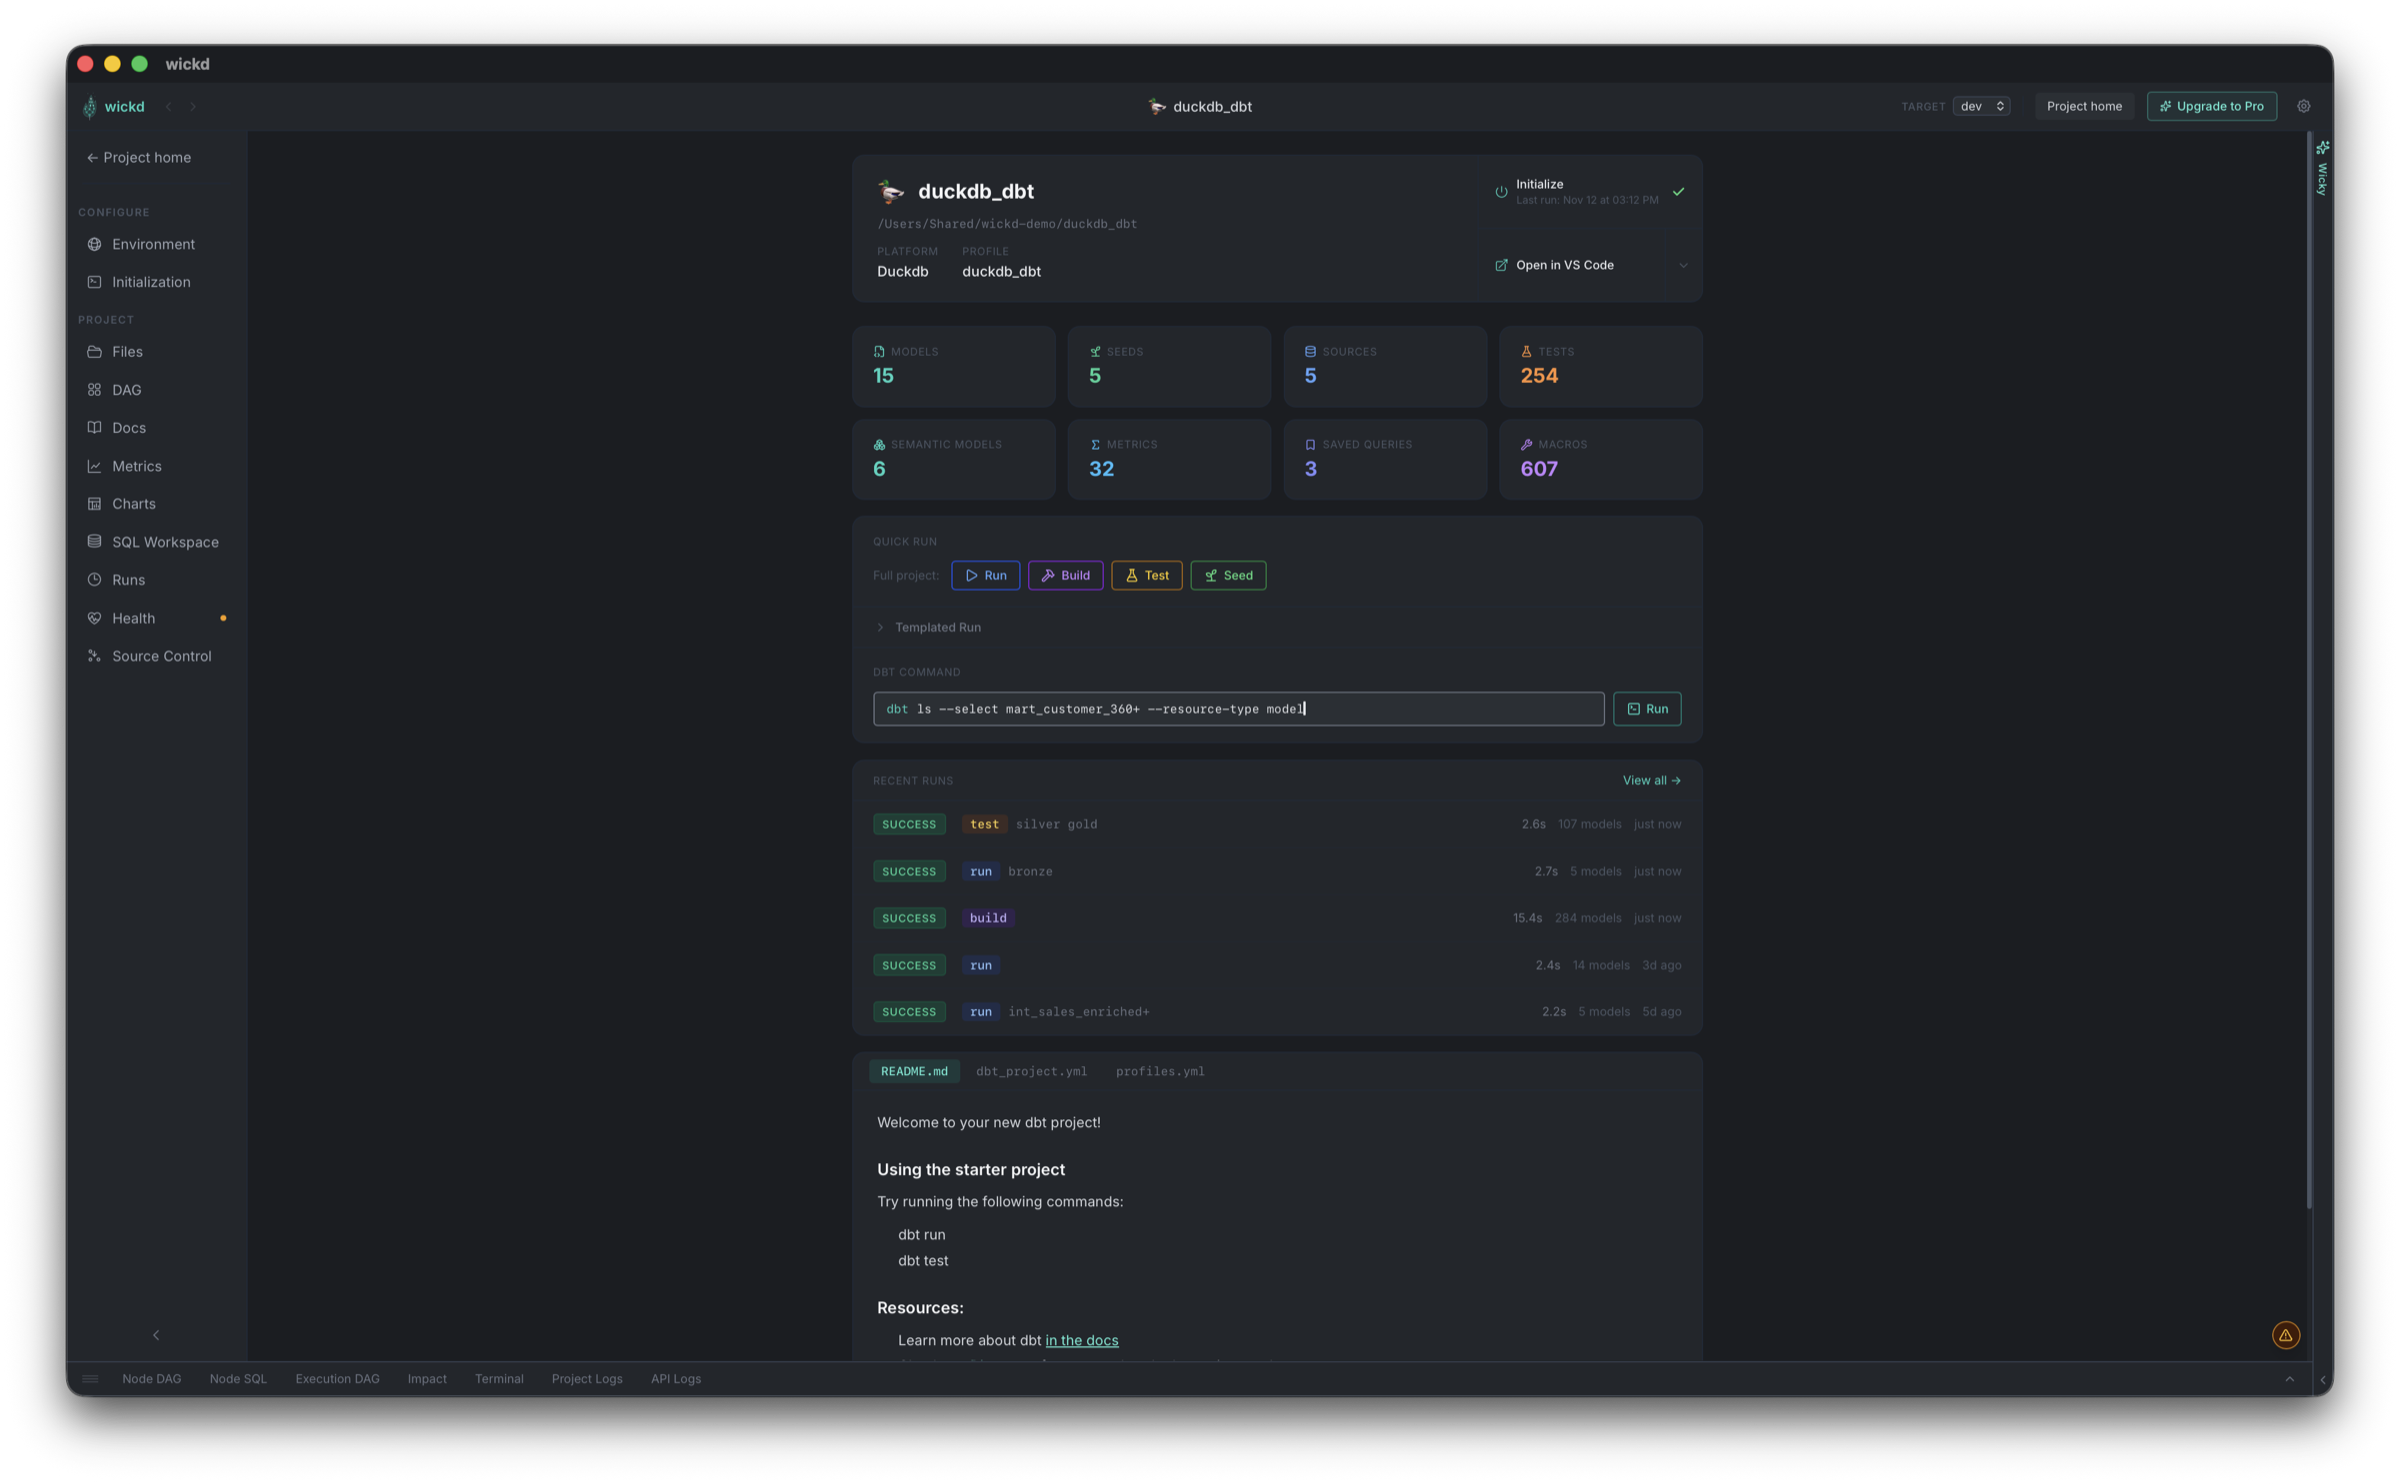 wickd
wickd
duckdb_dbt
TARGET dev
Project home
Upgrade to Pro
Project home
CONFIGURE
Environment
Initialization
PROJECT
Files
DAG
Docs
Metrics
Charts
SQL Workspace
Runs
Health
Source Control
Wicky
duckdb_dbt
/Users/Shared/wickd-demo/duckdb_dbt
PLATFORM PROFILE
Duckdb duckdb_dbt
Initialize
Last run: Nov 12 at 03:12 PM
Open in VS Code
MODELS
15
SEEDS
5
SOURCES
5
TESTS
254
SEMANTIC MODELS
6
METRICS
32
SAVED QUERIES
3
MACROS
607
QUICK RUN
Full project: Run Build Test Seed
Templated Run
DBT COMMAND
dbt ls --select mart_customer_360+ --resource-type model
Run
RECENT RUNS View all →
SUCCESS test silver gold 2.6s 107 models just now
SUCCESS run bronze 2.7s 5 models just now
SUCCESS build 15.4s 284 models just now
SUCCESS run 2.4s 14 models 3d ago
SUCCESS run int_sales_enriched+ 2.2s 5 models 5d ago
README.md dbt_project.yml profiles.yml
Welcome to your new dbt project!
Using the starter project
Try running the following commands:
dbt run
dbt test
Resources:
Learn more about dbt in the docs
Node DAG Node SQL Execution DAG Impact Terminal Project Logs API Logs